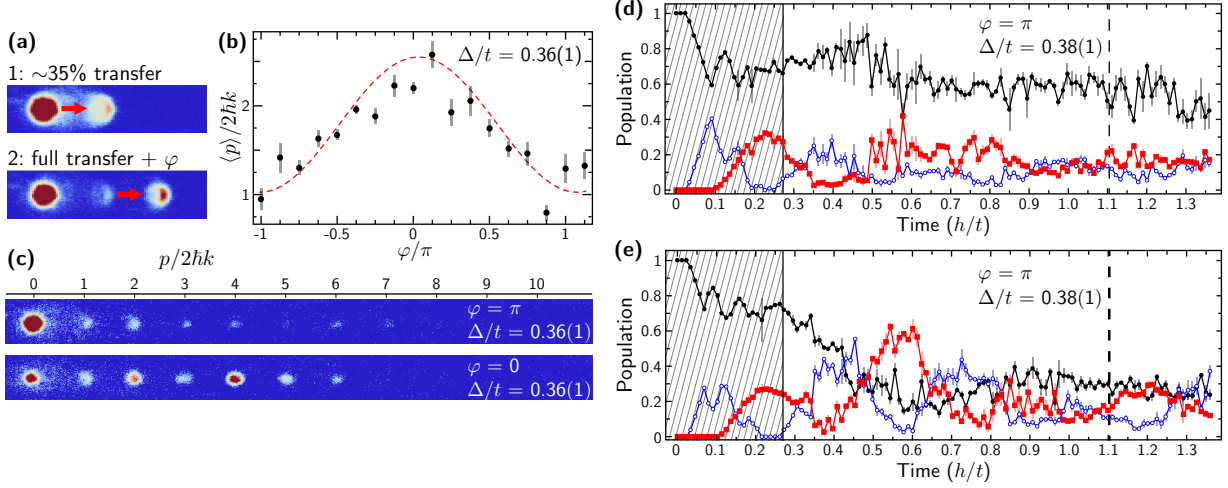 (a)
1: ∼35% transfer
2: full transfer + φ
(b)
Δ/t = 0.36(1)
⟨p⟩/2ħk
2
1
-1 -0.5 0 0.5 1
φ/π
(c)
p/2ħk
0 1 2 3 4 5 6 7 8 9 10
φ = π
Δ/t = 0.36(1)
φ = 0
Δ/t = 0.36(1)
(d)
φ = π
Δ/t = 0.38(1)
Population
1
0.8
0.6
0.4
0.2
0
0 0.1 0.2 0.3 0.4 0.5 0.6 0.7 0.8 0.9 1.0 1.1 1.2 1.3
Time (h/t)
(e)
φ = π
Δ/t = 0.38(1)
Population
1
0.8
0.6
0.4
0.2
0
0 0.1 0.2 0.3 0.4 0.5 0.6 0.7 0.8 0.9 1.0 1.1 1.2 1.3
Time (h/t)